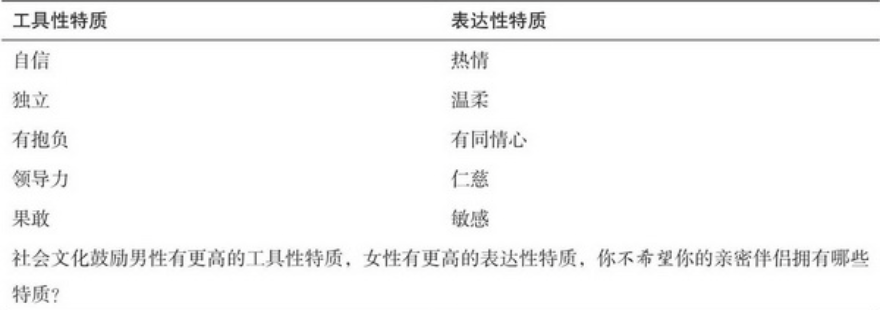 工具性特质 表达性特质
自信 热情
独立 温柔
有抱负 有同情心
领导力 仁慈
果敢 敏感
社会文化鼓励男性有更高的工具性特质，女性有更高的表达性特质，你不希望你的亲密伴侣拥有哪些
特质？